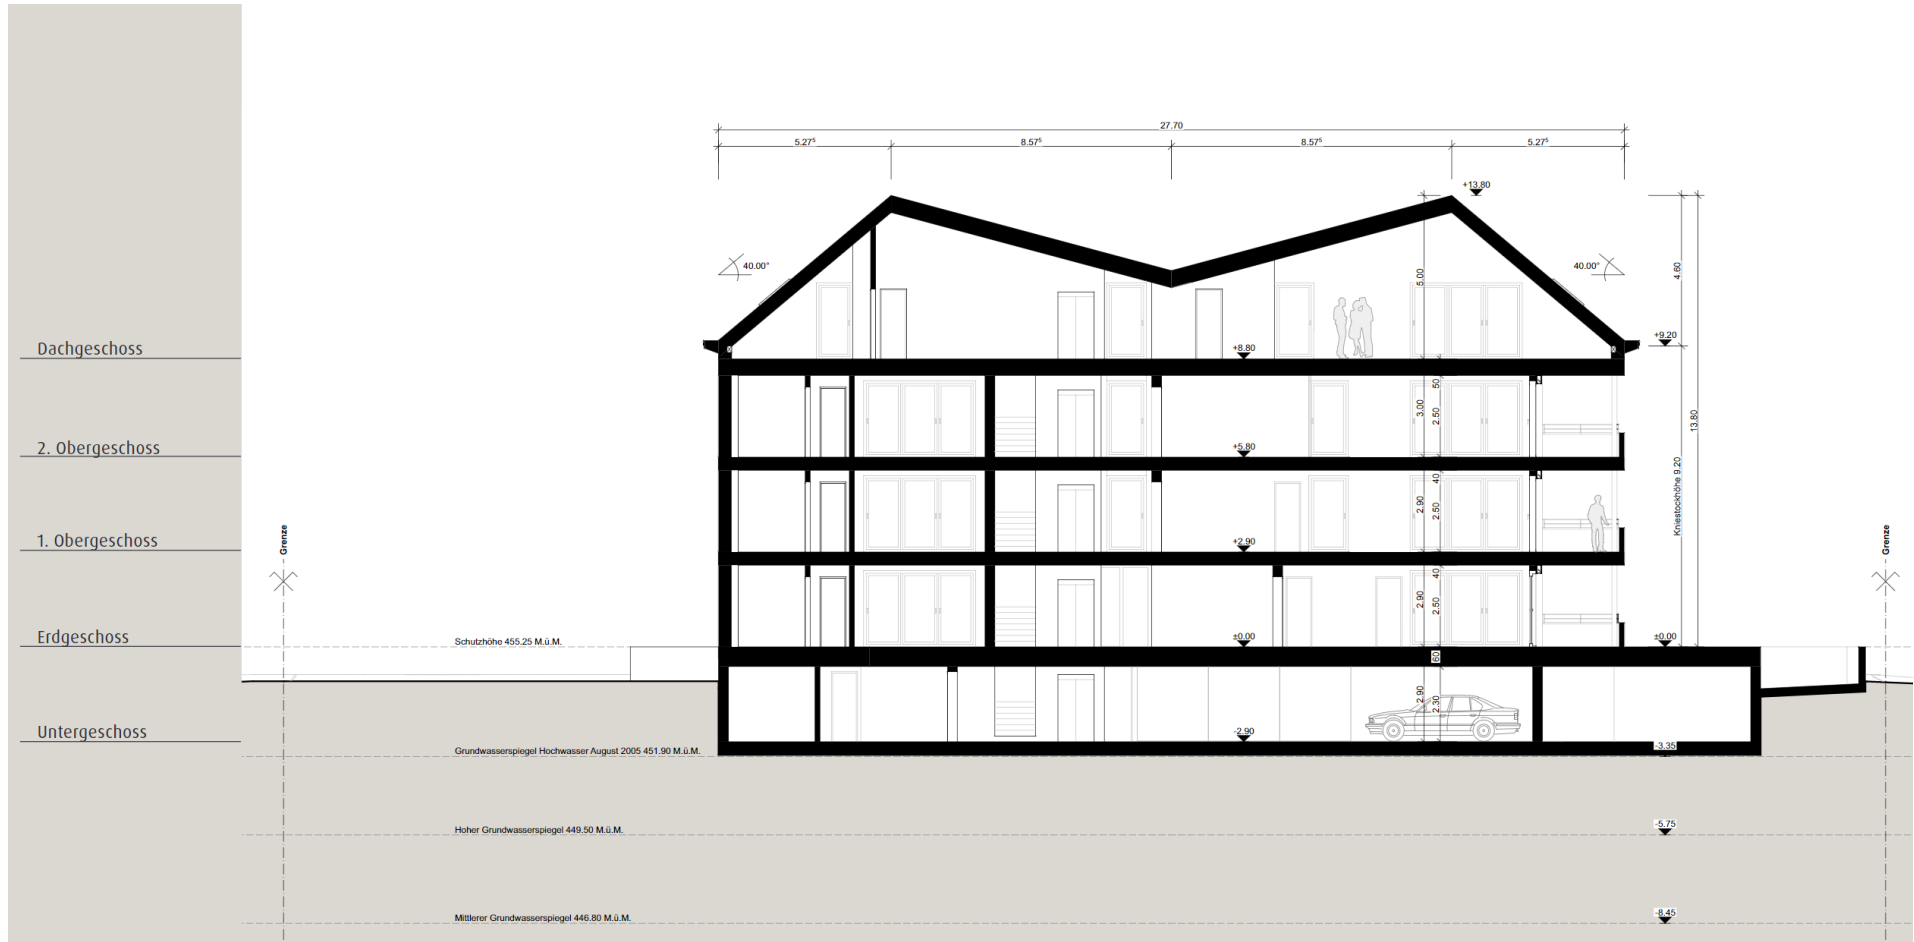 27.70
5.27⁵
8.57⁵
8.57⁵
5.27⁵
+13.80
40.00°
40.00°
5.00
4.60
13.80
Dachgeschoss
+8.80
+9.20
50
3.00
2.50
2. Obergeschoss
+5.80
Kniestockhöhe 9.20
40
2.90
2.50
1. Obergeschoss
+2.90
Grenze
Grenze
40
2.90
2.50
Erdgeschoss
Schutzhöhe 455.25 M.ü.M.
±0.00
±0.00
60
2.90
2.30
Untergeschoss
-2.90
Grundwasserspiegel Hochwasser August 2005 451.90 M.ü.M.
-3.35
Hoher Grundwasserspiegel 449.50 M.ü.M.
-5.75
Mittlerer Grundwasserspiegel 446.80 M.ü.M.
-8.45